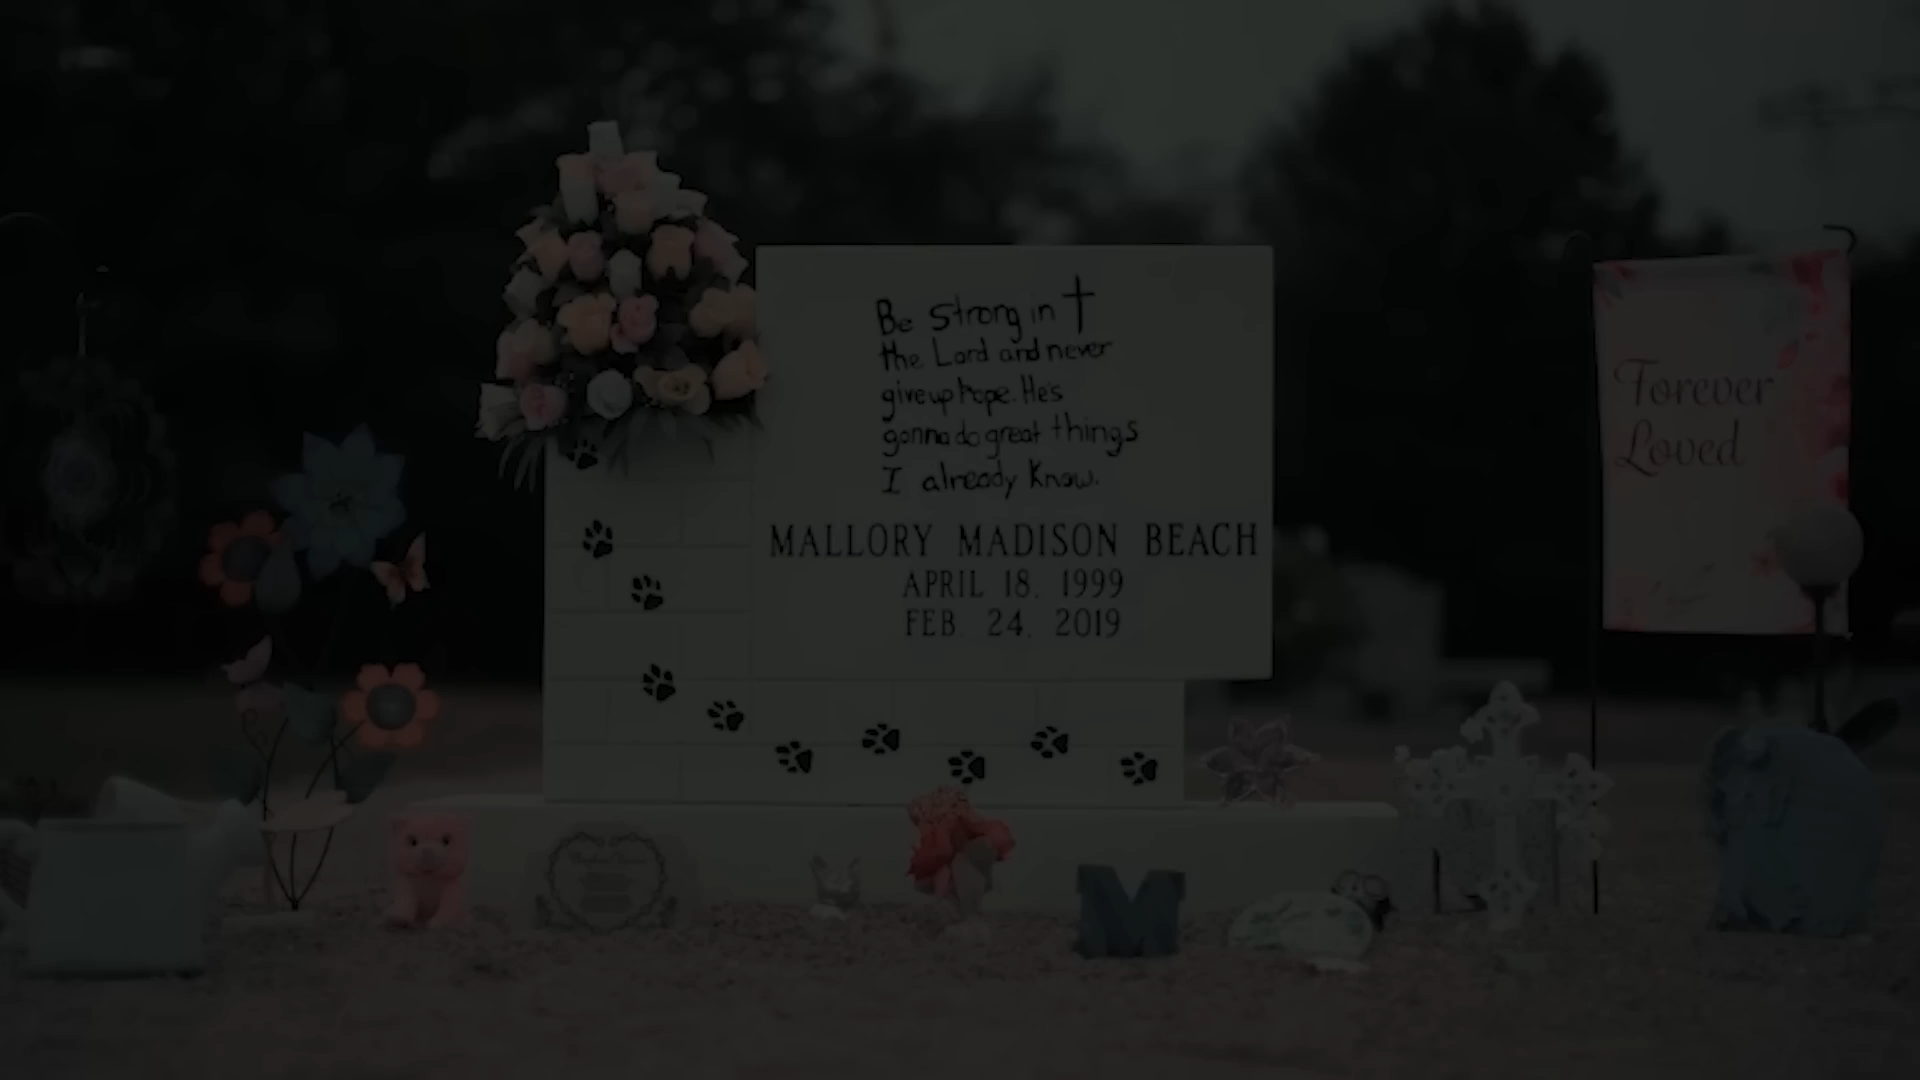 Be strong in
the Lord and never
give up hope. He's
gonna do great things
I already know.
MALLORY MADISON BEACH
APRIL 18, 1999
FEB 24, 2019
Forever
Loved
M